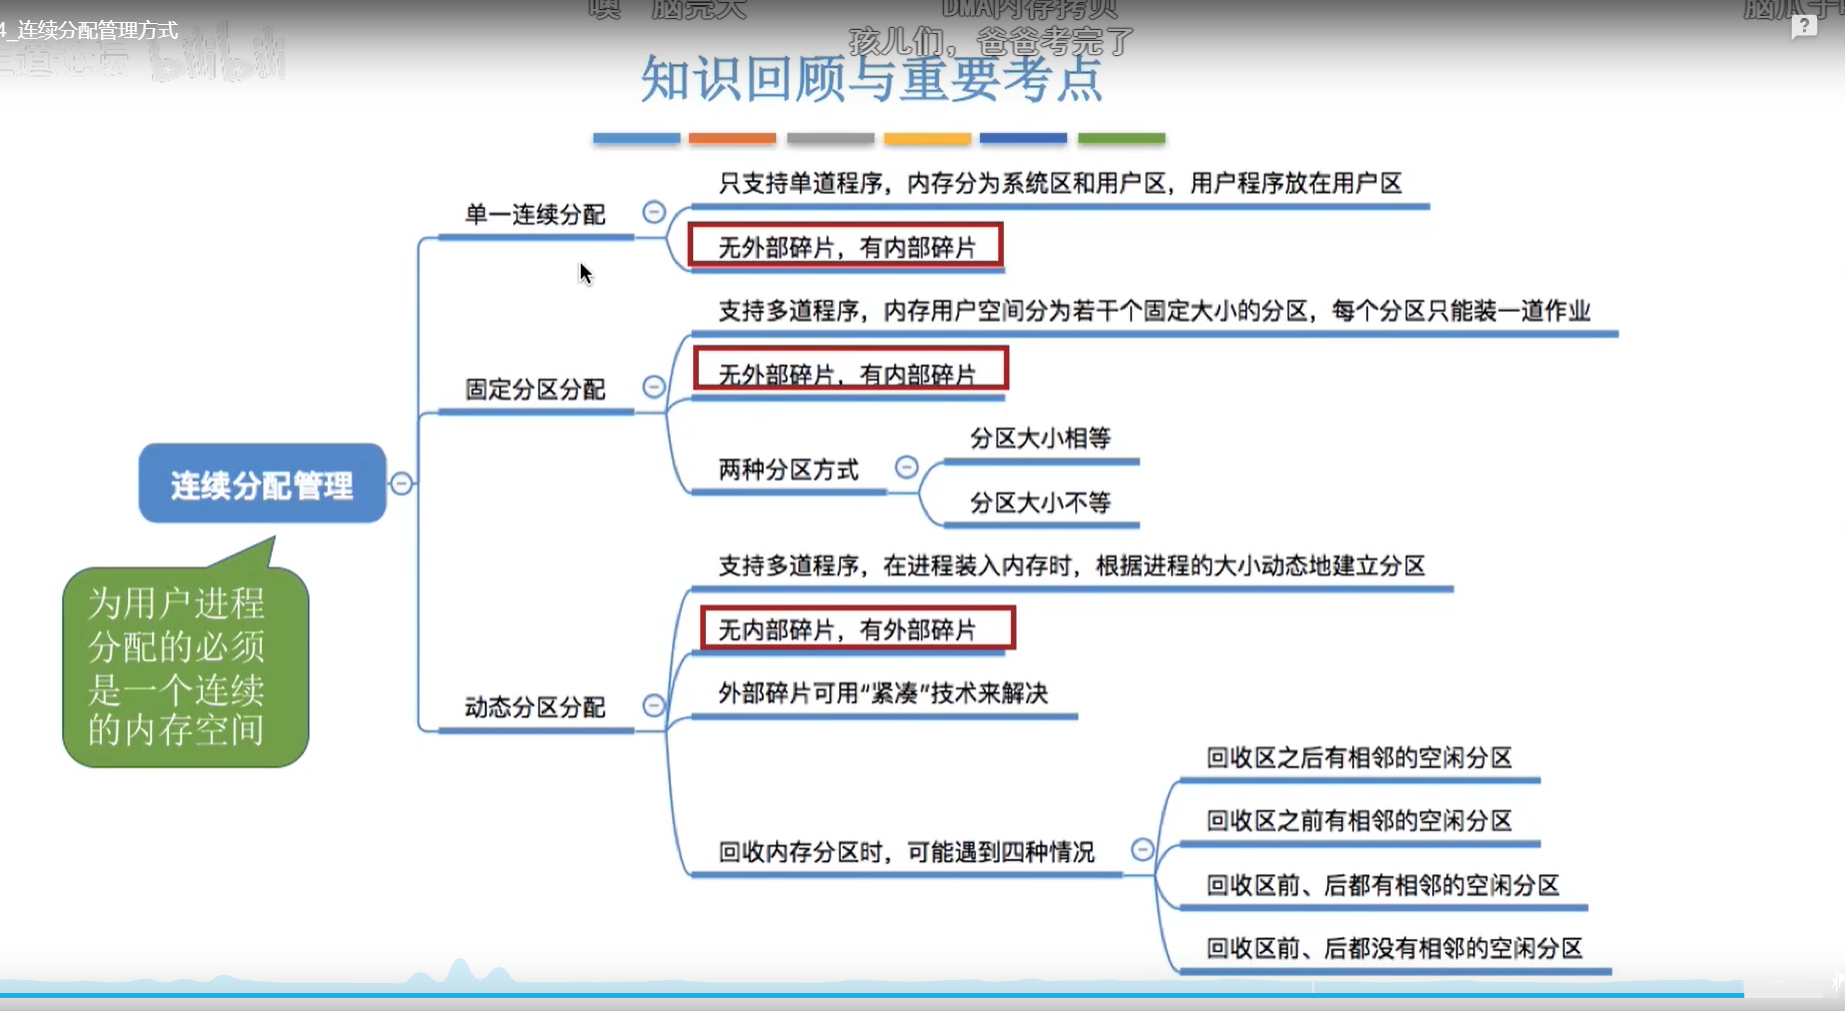 4_连续分配管理方式
噢 脑壳大
DMA内存拷贝
孩儿们，爸爸考完了
bilibili
知识回顾与重要考点
连续分配管理
为用户进程
分配的必须
是一个连续
的内存空间
单一连续分配
只支持单道程序，内存分为系统区和用户区，用户程序放在用户区
无外部碎片，有内部碎片
固定分区分配
支持多道程序，内存用户空间分为若干个固定大小的分区，每个分区只能装一道作业
无外部碎片，有内部碎片
两种分区方式
分区大小相等
分区大小不等
动态分区分配
支持多道程序，在进程装入内存时，根据进程的大小动态地建立分区
无内部碎片，有外部碎片
外部碎片可用“紧凑”技术来解决
回收内存分区时，可能遇到四种情况
回收区之后有相邻的空闲分区
回收区之前有相邻的空闲分区
回收区前、后都有相邻的空闲分区
回收区前、后都没有相邻的空闲分区